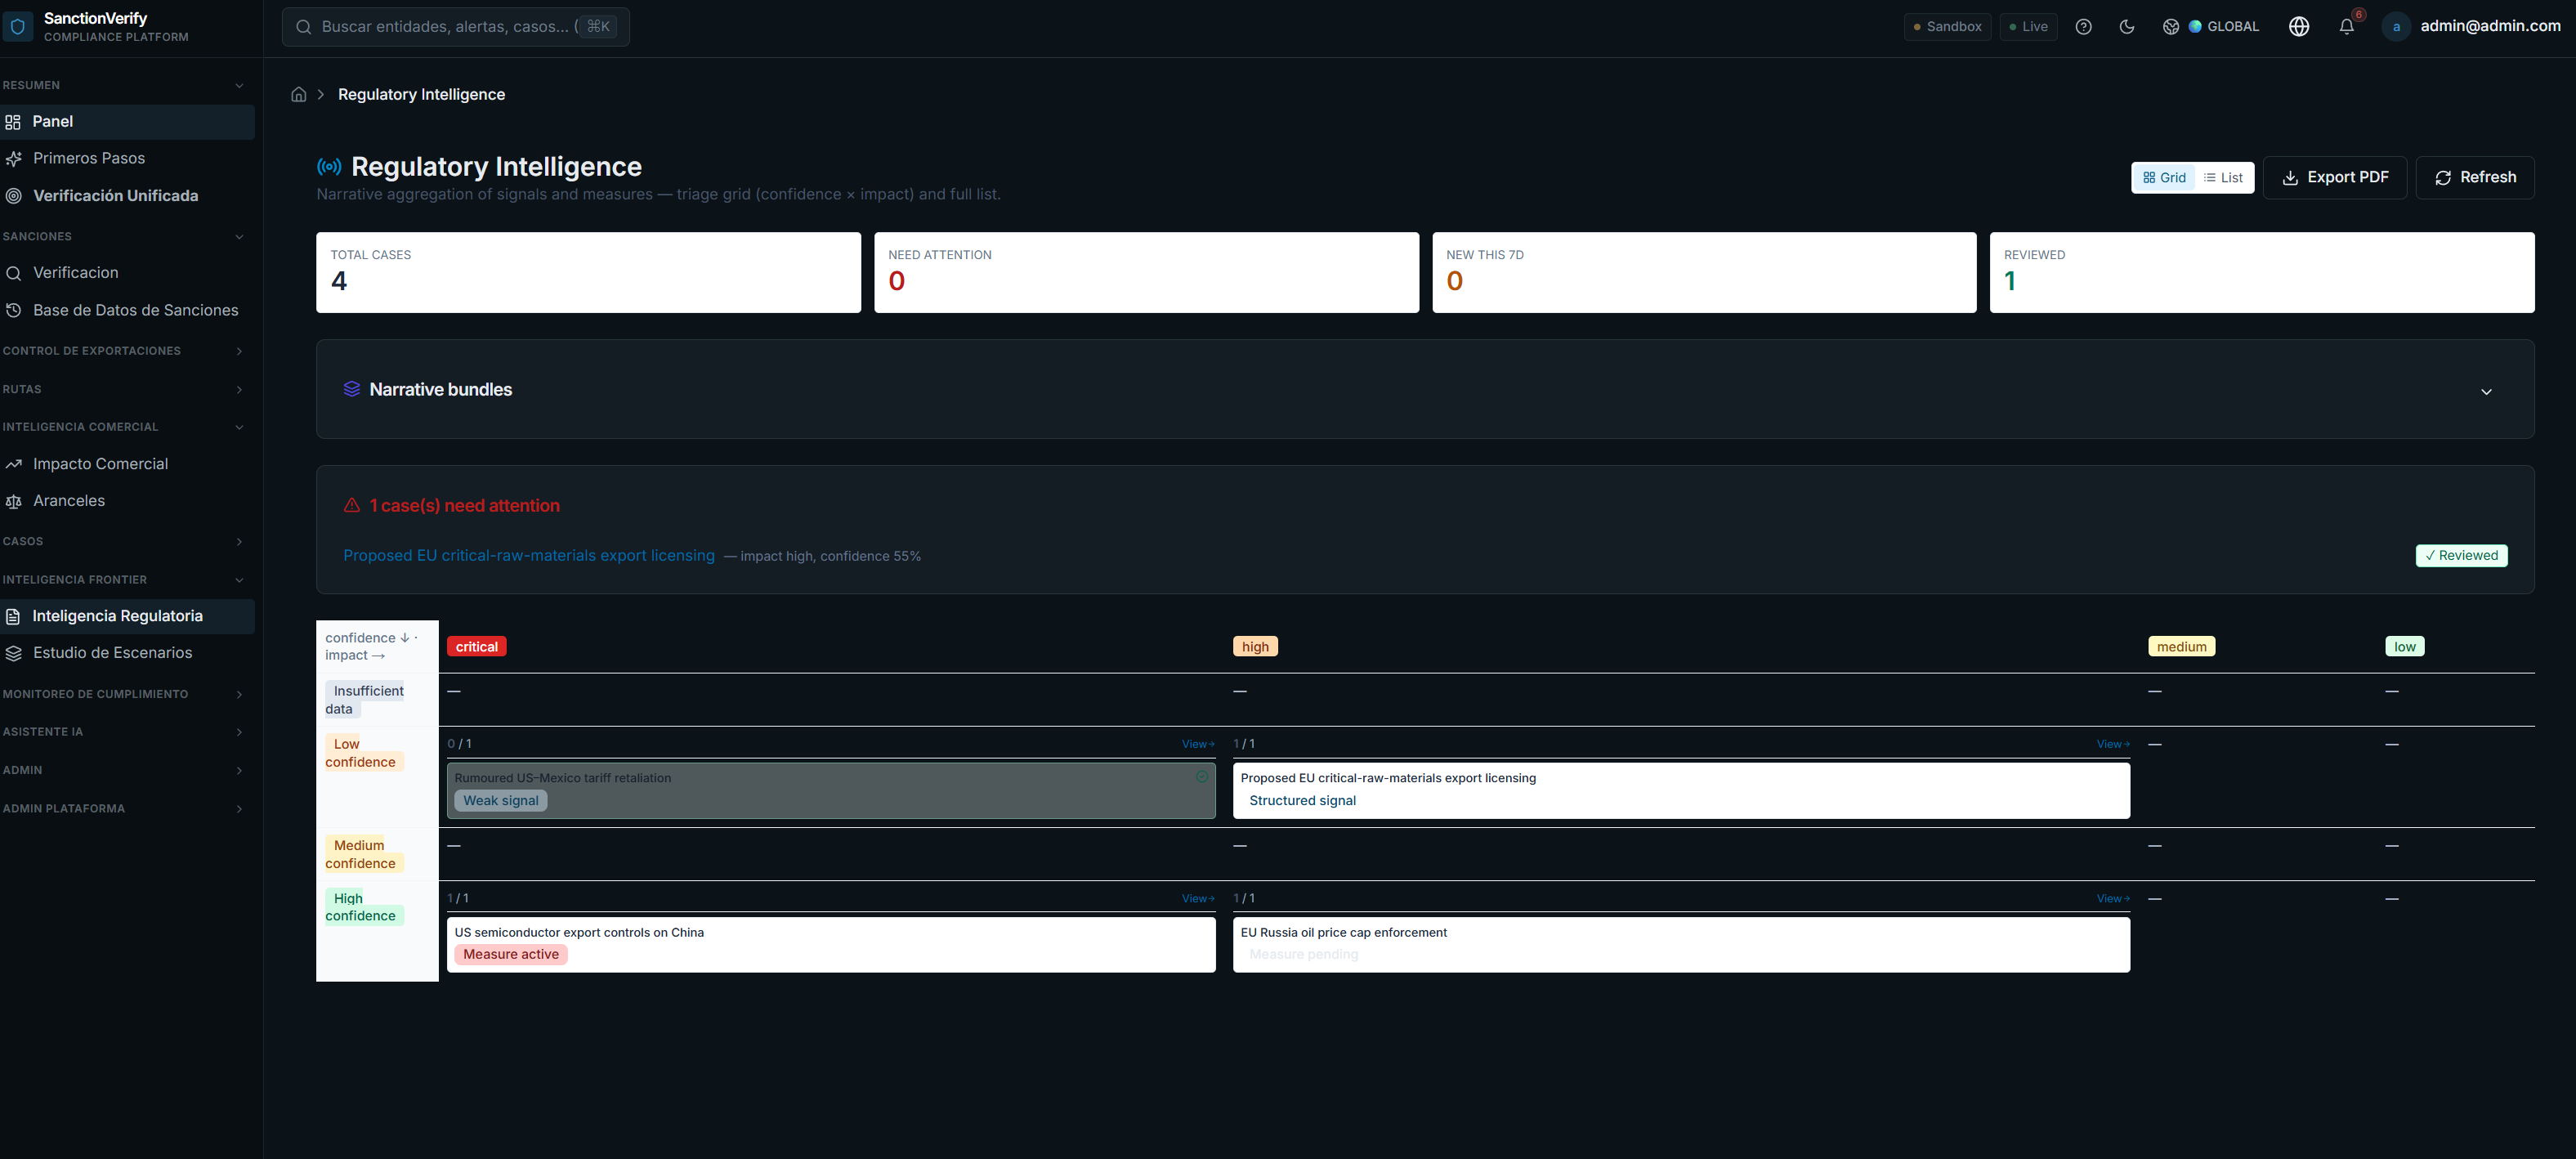 SanctionVerify
COMPLIANCE PLATFORM
Buscar entidades, alertas, casos... (⌘K
Sandbox
Live
GLOBAL
6
a
admin@admin.com
RESUMEN
Panel
Primeros Pasos
Verificación Unificada
SANCIONES
Verificacion
Base de Datos de Sanciones
CONTROL DE EXPORTACIONES
RUTAS
INTELIGENCIA COMERCIAL
Impacto Comercial
Aranceles
CASOS
INTELIGENCIA FRONTIER
Inteligencia Regulatoria
Estudio de Escenarios
MONITOREO DE CUMPLIMIENTO
ASISTENTE IA
ADMIN
ADMIN PLATAFORMA
Regulatory Intelligence
Regulatory Intelligence
Narrative aggregation of signals and measures — triage grid (confidence × impact) and full list.
Grid
List
Export PDF
Refresh
TOTAL CASES
4
NEED ATTENTION
0
NEW THIS 7D
0
REVIEWED
1
Narrative bundles
1 case(s) need attention
Proposed EU critical-raw-materials export licensing — impact high, confidence 55%
✓ Reviewed
confidence ↓ ·
impact →
critical
high
medium
low
Insufficient
data
—
—
—
—
Low
confidence
0 / 1
View→
Rumoured US–Mexico tariff retaliation
Weak signal
1 / 1
View→
Proposed EU critical-raw-materials export licensing
Structured signal
—
—
Medium
confidence
—
—
—
—
High
confidence
1 / 1
View→
US semiconductor export controls on China
Measure active
1 / 1
View→
EU Russia oil price cap enforcement
Measure pending
—
—